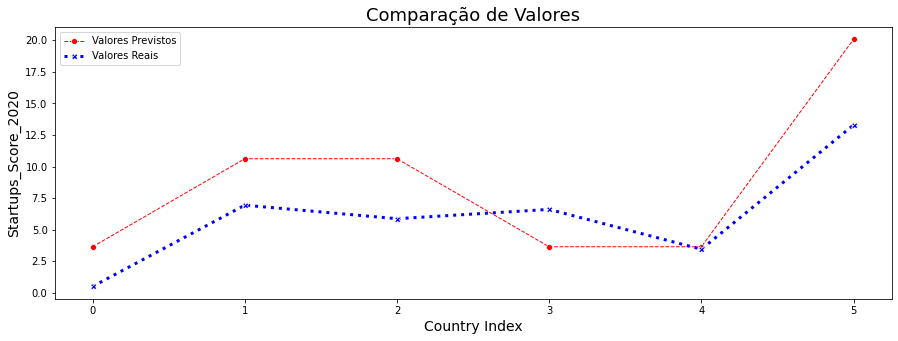 Comparação de Valores
Valores Previstos
Valores Reais
Startups_Score_2020
20.0
17.5
15.0
12.5
10.0
7.5
5.0
2.5
0.0
0 1 2 3 4 5
Country Index